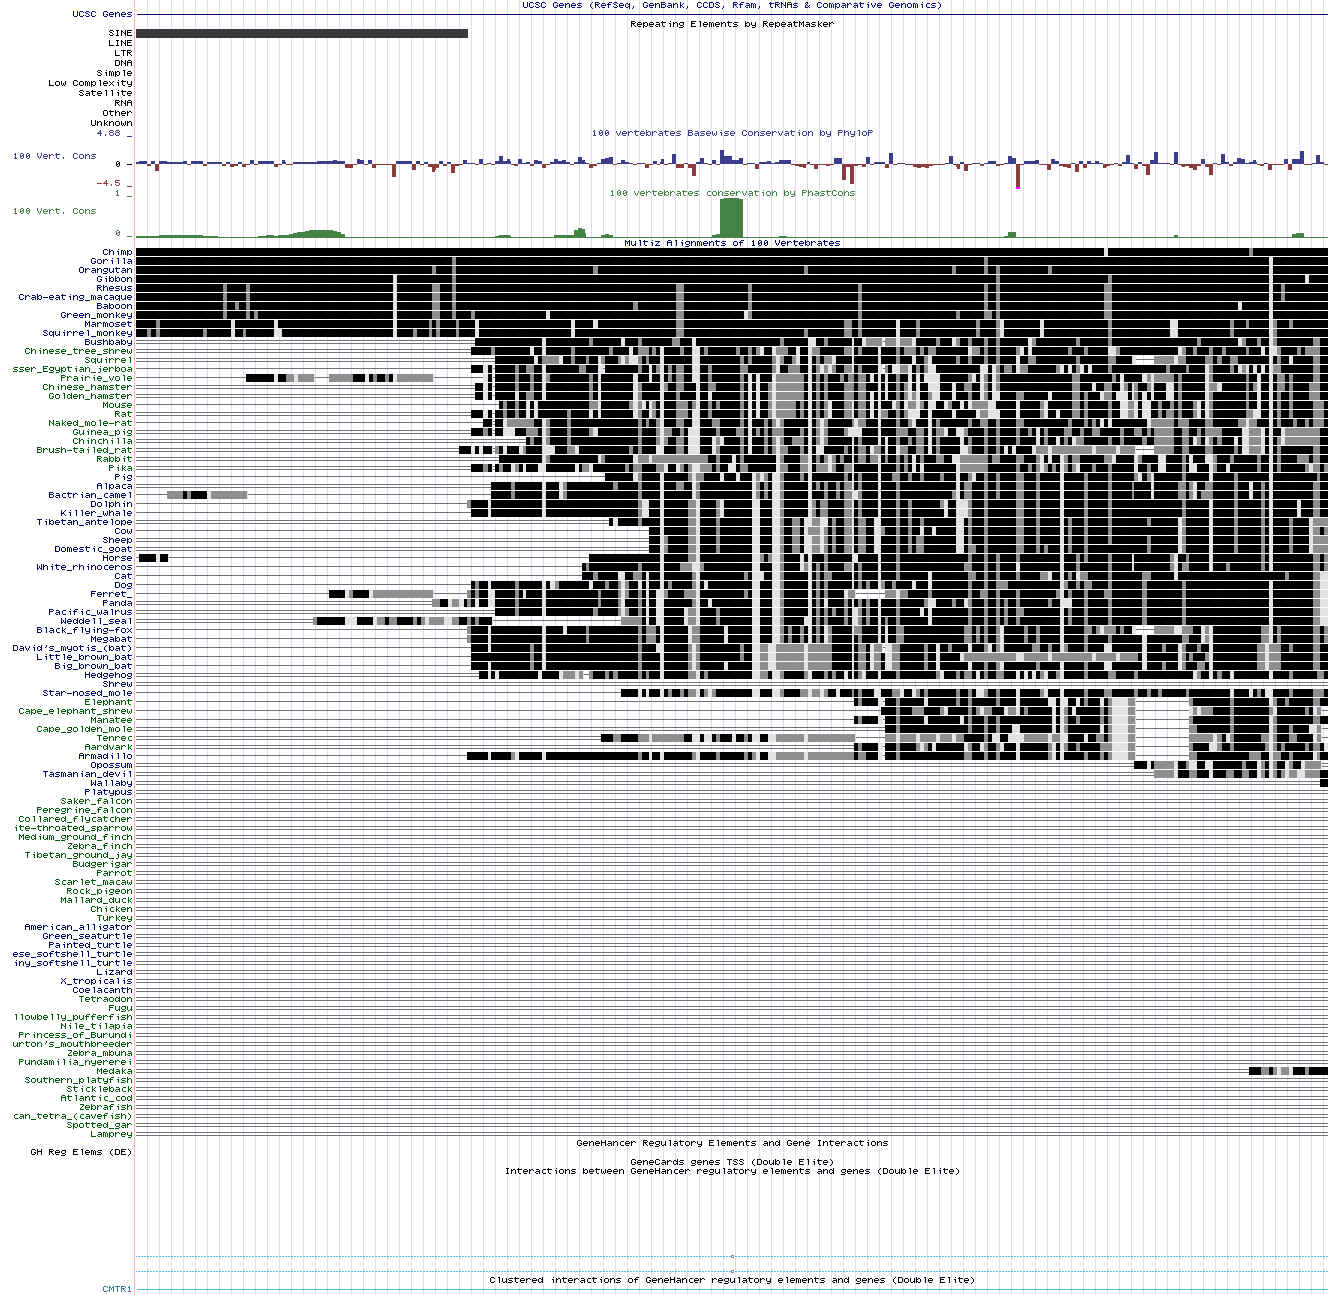 UCSC Genes (RefSeq, GenBank, CCDS, Rfam, tRNAs & Comparative Genomics)
UCSC Genes
Repeating Elements by RepeatMasker
SINE
LINE
LTR
DNA
Simple
Low Complexity
Satellite
RNA
Other
Unknown
4.88 _
100 vertebrates Basewise Conservation by PhyloP
100 Vert. Cons
0 _
-4.5 _
100 vertebrates conservation by PhastCons
1 _
100 Vert. Cons
0 _
Multiz Alignments of 100 Vertebrates
Chimp
Gorilla
Orangutan
Gibbon
Rhesus
Crab-eating_macaque
Baboon
Green_monkey
Marmoset
Squirrel_monkey
Bushbaby
Chinese_tree_shrew
Squirrel
sser_Egyptian_jerboa
Prairie_vole
Chinese_hamster
Golden_hamster
Mouse
Rat
Naked_mole-rat
Guinea_pig
Chinchilla
Brush-tailed_rat
Rabbit
Pika
Pig
Alpaca
Bactrian_camel
Dolphin
Killer_whale
Tibetan_antelope
Cow
Sheep
Domestic_goat
Horse
White_rhinoceros
Cat
Dog
Ferret_
Panda
Pacific_walrus
Weddell_seal
Black_flying-fox
Megabat
David's_myotis_(bat)
Little_brown_bat
Big_brown_bat
Hedgehog
Shrew
Star-nosed_mole
Elephant
Cape_elephant_shrew
Manatee
Cape_golden_mole
Tenrec
Aardvark
Armadillo
Opossum
Tasmanian_devil
Wallaby
Platypus
Saker_falcon
Peregrine_falcon
Collared_flycatcher
ite-throated_sparrow
Medium_ground_finch
Zebra_finch
Tibetan_ground_jay
Budgerigar
Parrot
Scarlet_macaw
Rock_pigeon
Mallard_duck
Chicken
Turkey
American_alligator
Green_seaturtle
Painted_turtle
ese_softshell_turtle
iny_softshell_turtle
Lizard
X_tropicalis
Coelacanth
Tetraodon
Fugu
llowbelly_pufferfish
Nile_tilapia
Princess_of_Burundi
urton's_mouthbreeder
Zebra_mbuna
Pundamilia_nyererei
Medaka
Southern_platyfish
Stickleback
Atlantic_cod
Zebrafish
can_tetra_(cavefish)
Spotted_gar
Lamprey
GeneHancer Regulatory Elements and Gene Interactions
GH Reg Elems (DE)
GeneCards genes TSS (Double Elite)
Interactions between GeneHancer regulatory elements and genes (Double Elite)
Clustered interactions of GeneHancer regulatory elements and genes (Double Elite)
CMTR1